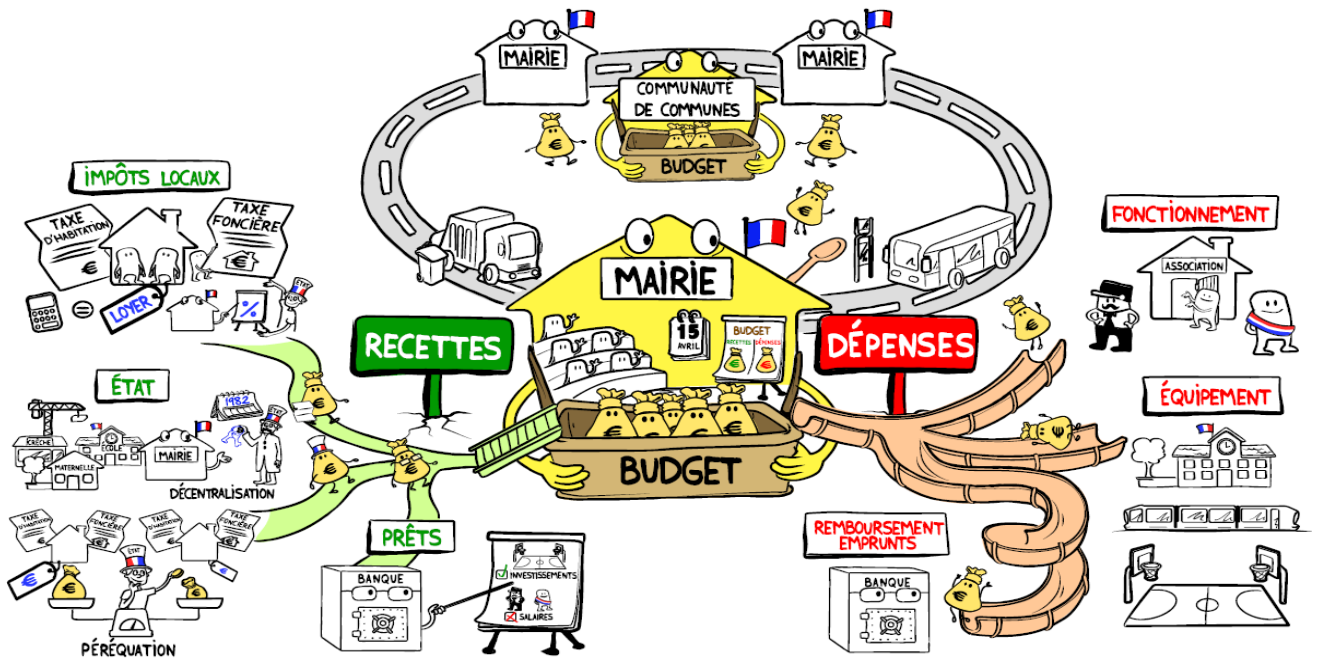 MAIRIE
MAIRIE
COMMUNAUTÉ
DE COMMUNES
€
€
€
BUDGET
IMPÔTS LOCAUX
TAXE
D'HABITATION
€
TAXE
FONCIÈRE
€
=
LOYER
%
ÉTAT
€
FONCTIONNEMENT
ASSOCIATION
MAIRIE
15
AVRIL
BUDGET
RECETTES
DÉPENSES
€
€
RECETTES
DÉPENSES
€
ÉTAT
CRÈCHE
ÉCOLE
MATERNELLE
MAIRIE
1982
ÉTAT
DÉCENTRALISATION
€
€
€
€
€
€
€
BUDGET
€
ÉQUIPEMENT
TAXE
D'HABITATION
TAXE
FONCIÈRE
TAXE
D'HABITATION
TAXE
FONCIÈRE
ÉTAT
€
€
€
€
PÉRÉQUATION
PRÊTS
BANQUE
INVESTISSEMENTS
SALAIRES
REMBOURSEMENT
EMPRUNTS
BANQUE
€